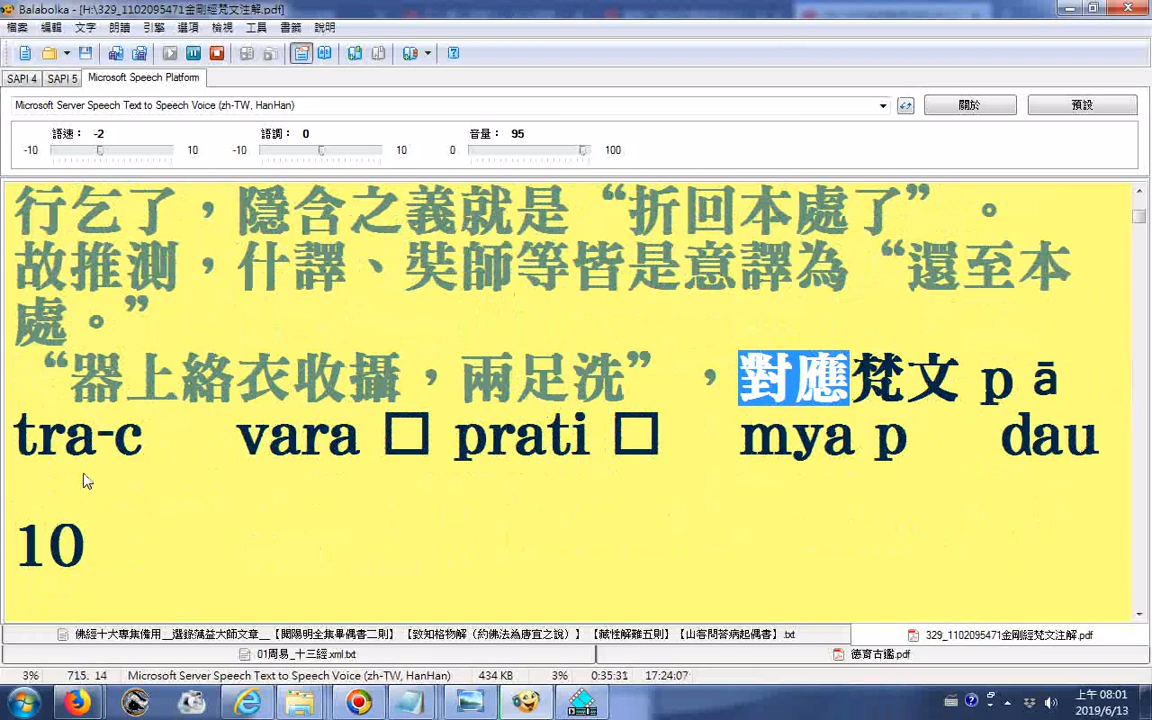 Balabolka - [H:\329_1102095471金剛經梵文注解.pdf]
檔案 編輯 文字 朗讀 引擎 選項 檢視 工具 書籤 說明
SAPI 4 SAPI 5 Microsoft Speech Platform
Microsoft Server Speech Text to Speech Voice (zh-TW, HanHan)
關於 預設
語速： -2 語調： 0 音量： 95
-10 10 -10 10 0 100
行乞了，隱含之義就是“折回本處了”。
故推測，什譯、奘師等皆是意譯為“還至本
處。”
“器上絡衣收攝，兩足洗”，對應梵文 p ā
tra-c vara □ prati □ mya p dau
10
佛經十大專集備用__選錄蕅益大師文章__【閱陽明全集畢偶書二則】【致知格物解（約佛法為唐宜之說）】【藏性解難五則】【山客問答病起偶書】.txt
329_1102095471金剛經梵文注解.pdf
01周易_十三經.xml.txt
德育古鑑.pdf
3% 715. 14 Microsoft Server Speech Text to Speech Voice (zh-TW, HanHan) 434 KB 3% 0:35:31 17:24:07
上午 08:01
2019/6/13